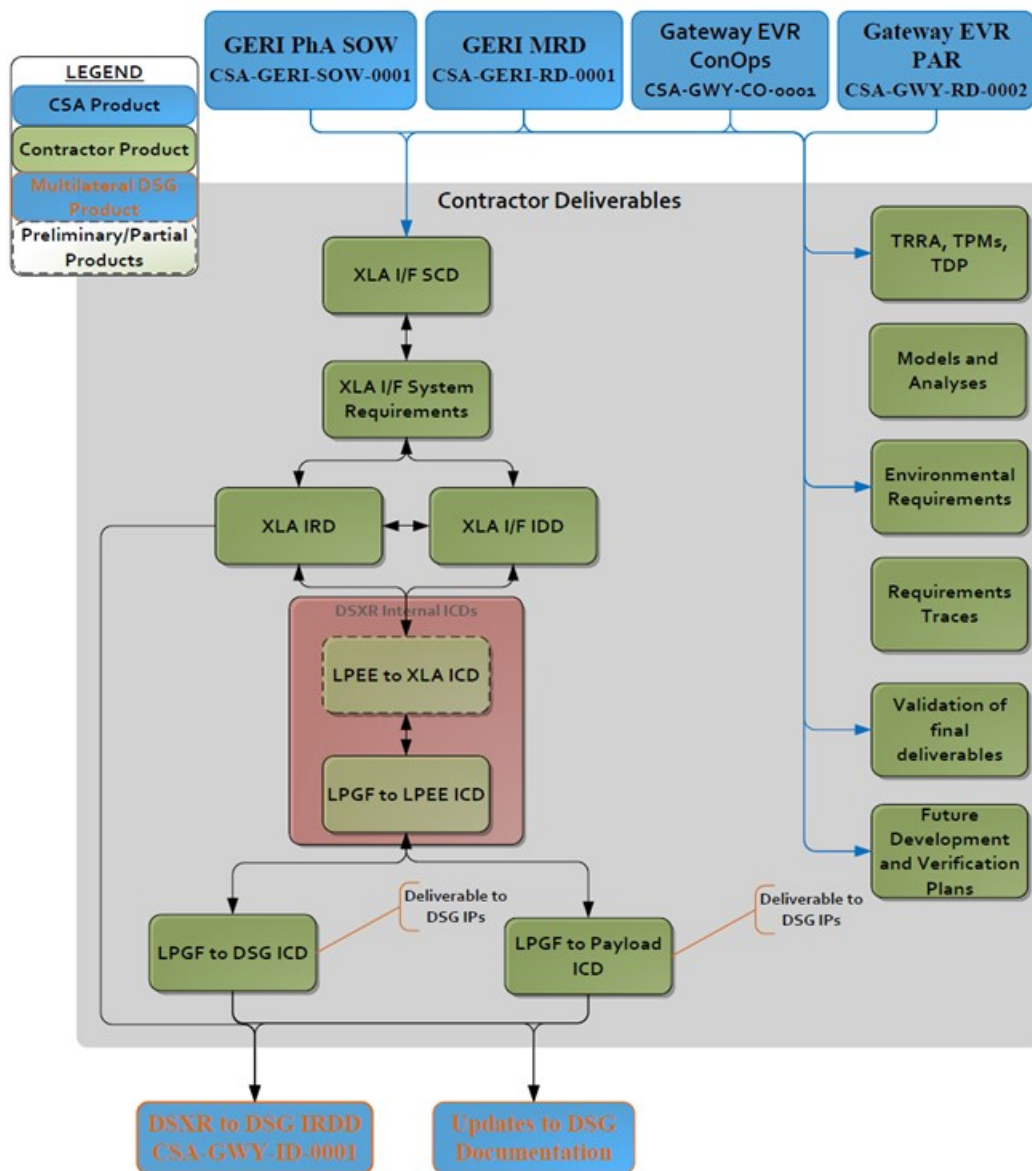 GERI PhA SOW
CSA-GERI-SOW-0001
GERI MRD
CSA-GERI-RD-0001
Gateway EVR
ConOps
CSA-GWY-CO-0001
Gateway EVR
PAR
CSA-GWY-RD-0002
LEGEND
CSA Product
Contractor Product
Multilateral DSG
Product
Preliminary/Partial
Products
Contractor Deliverables
XLA I/F SCD
TRRA, TPMs,
TDP
XLA I/F System
Requirements
Models and
Analyses
XLA IRD
XLA I/F IDD
Environmental
Requirements
DSXR Internal ICDs
LPEE to XLA ICD
Requirements
Traces
LPGF to LPEE ICD
Validation of
final
deliverables
Future
Development
and Verification
Plans
Deliverable to
DSG IPs
Deliverable to
DSG IPs
LPGF to DSG ICD
LPGF to Payload
ICD
DSXR to DSG IRDD
CSA-GWY-ID-0001
Updates to DSG
Documentation